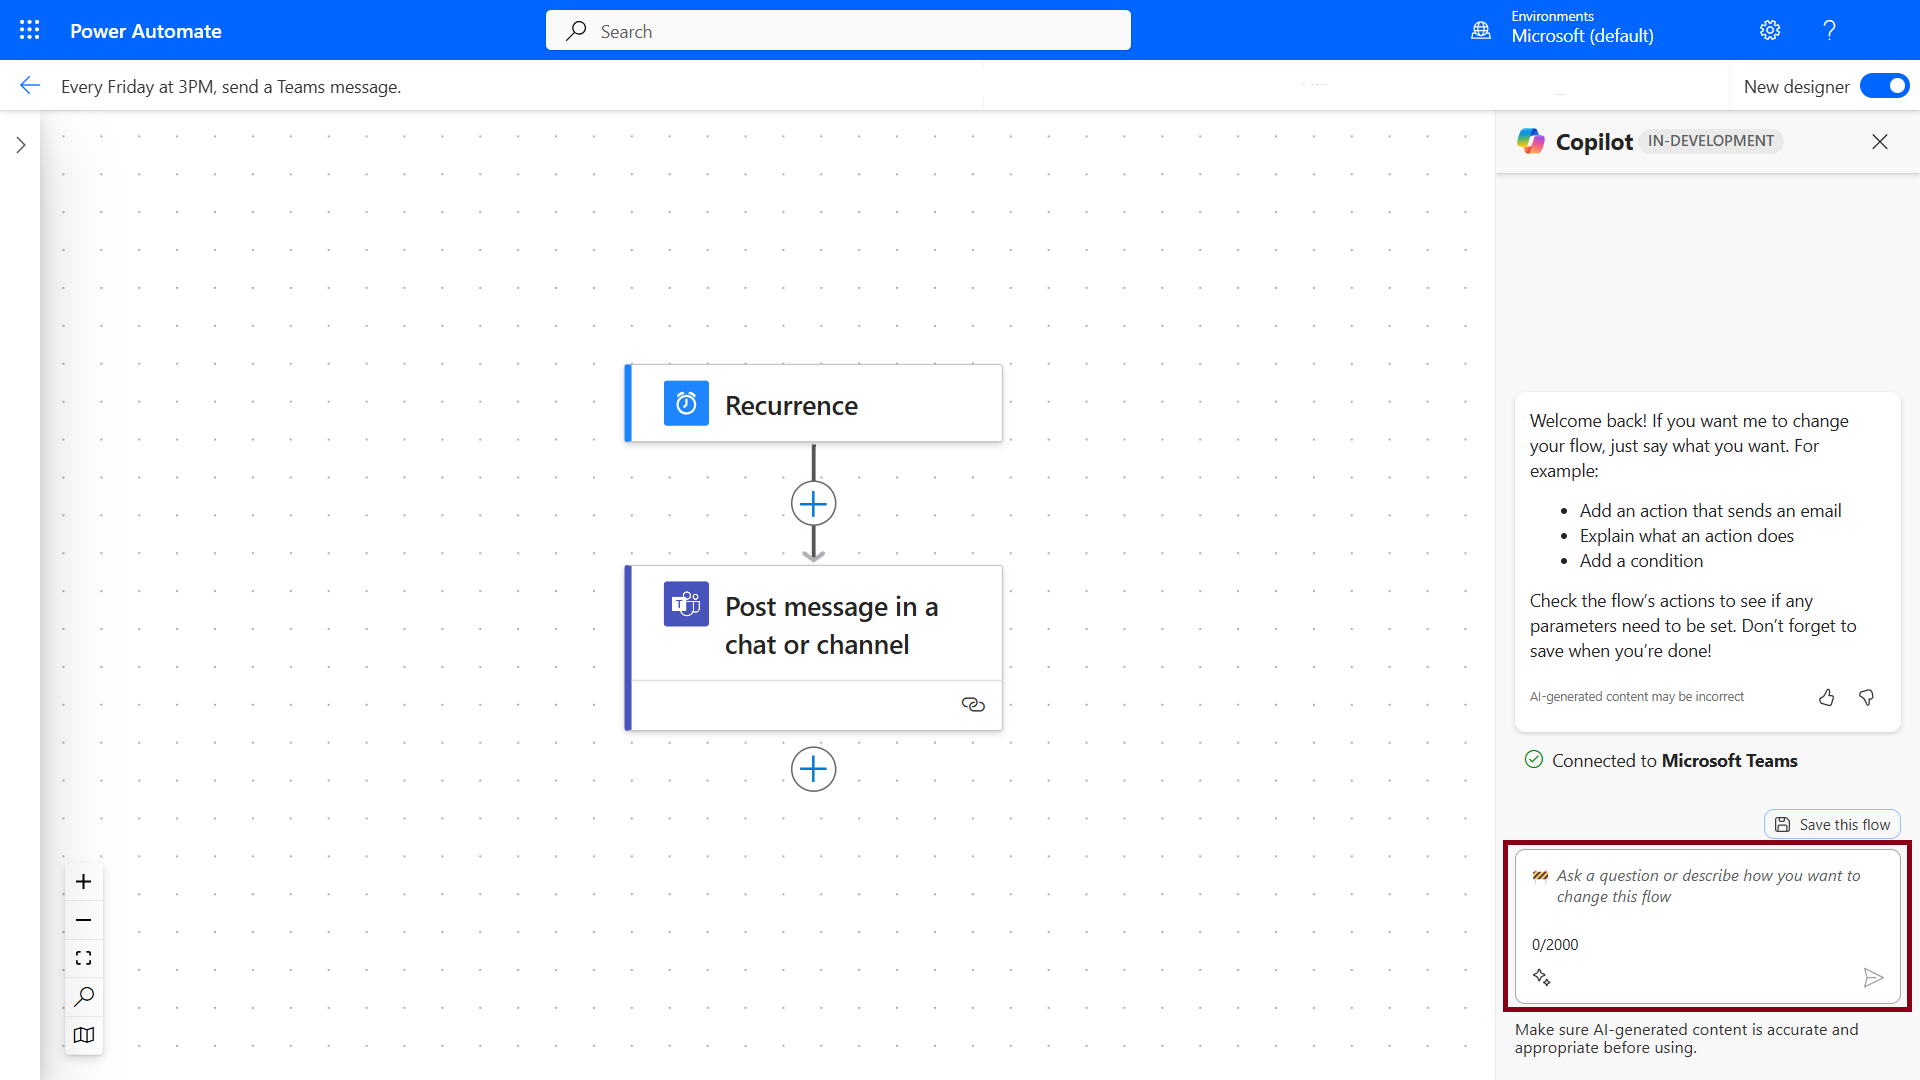 Power Automate
Search
Environments
Microsoft (default)
?
Every Friday at 3PM, send a Teams message.
New designer
Copilot IN-DEVELOPMENT
Recurrence
Post message in a
chat or channel
Welcome back! If you want me to change
your flow, just say what you want. For
example:
• Add an action that sends an email
• Explain what an action does
• Add a condition
Check the flow’s actions to see if any
parameters need to be set. Don’t forget to
save when you’re done!
AI-generated content may be incorrect
Connected to Microsoft Teams
Save this flow
Ask a question or describe how you want to
change this flow
0/2000
Make sure AI-generated content is accurate and
appropriate before using.